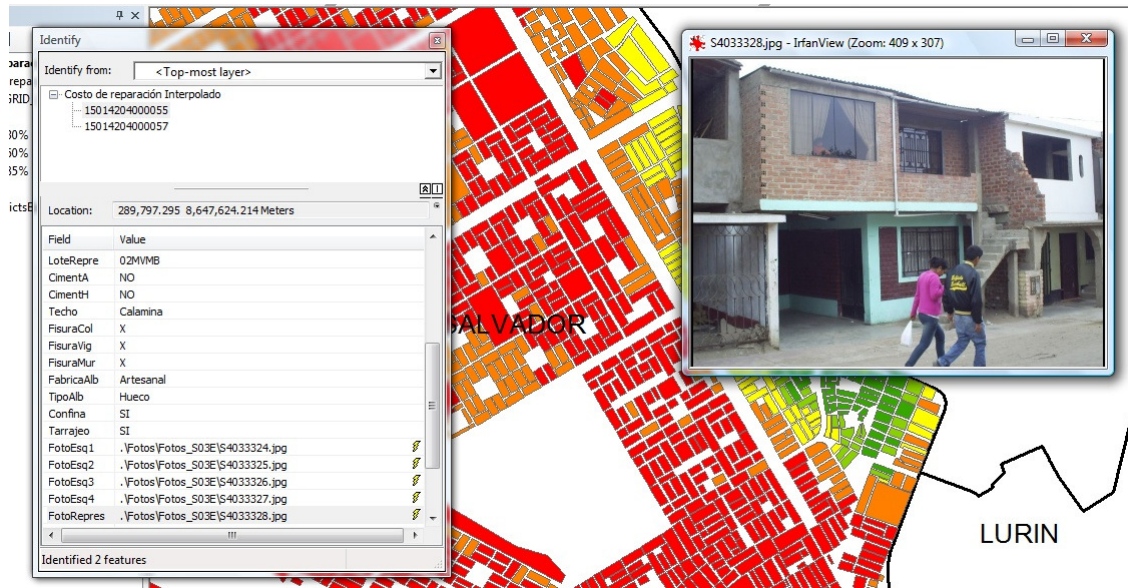 Identify
Identify from:
<Top-most layer>
Costo de reparación Interpolado
15014204000055
15014204000057
Location:
289,797.295 8,647,624.214 Meters
Field Value
LoteRepre 02MVMB
CimentA NO
CimentH NO
Techo Calamina
FisuraCol X
FisuraVig X
FisuraMur X
FabricaAlb Artesanal
TipoAlb Hueco
Confina SI
Tarrajeo SI
FotoEsq1 .\Fotos\Fotos_S03E\S4033324.jpg
FotoEsq2 .\Fotos\Fotos_S03E\S4033325.jpg
FotoEsq3 .\Fotos\Fotos_S03E\S4033326.jpg
FotoEsq4 .\Fotos\Fotos_S03E\S4033327.jpg
FotoRepres .\Fotos\Fotos_S03E\S4033328.jpg
Identified 2 features
S4033328.jpg - IrfanView (Zoom: 409 x 307)
SALVADOR
LURIN